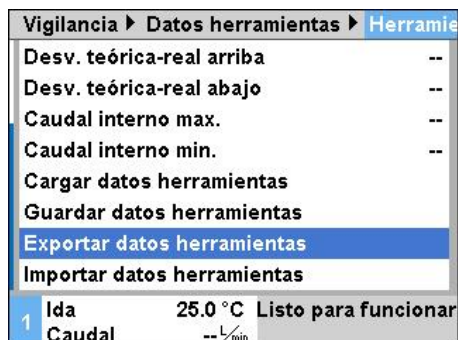 Vigilancia ▶ Datos herramientas ▶ Herramie
Desv. teórica-real arriba --
Desv. teórica-real abajo --
Caudal interno max. --
Caudal interno min. --
Cargar datos herramientas
Guardar datos herramientas
Exportar datos herramientas
Importar datos herramientas
1 Ida 25.0 °C Listo para funcionar
Caudal -- L/min